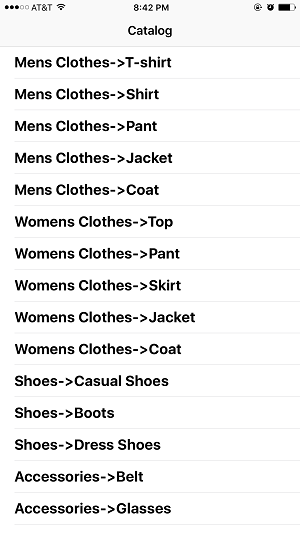 AT&T 8:42 PM
Catalog
Mens Clothes->T-shirt
Mens Clothes->Shirt
Mens Clothes->Pant
Mens Clothes->Jacket
Mens Clothes->Coat
Womens Clothes->Top
Womens Clothes->Pant
Womens Clothes->Skirt
Womens Clothes->Jacket
Womens Clothes->Coat
Shoes->Casual Shoes
Shoes->Boots
Shoes->Dress Shoes
Accessories->Belt
Accessories->Glasses